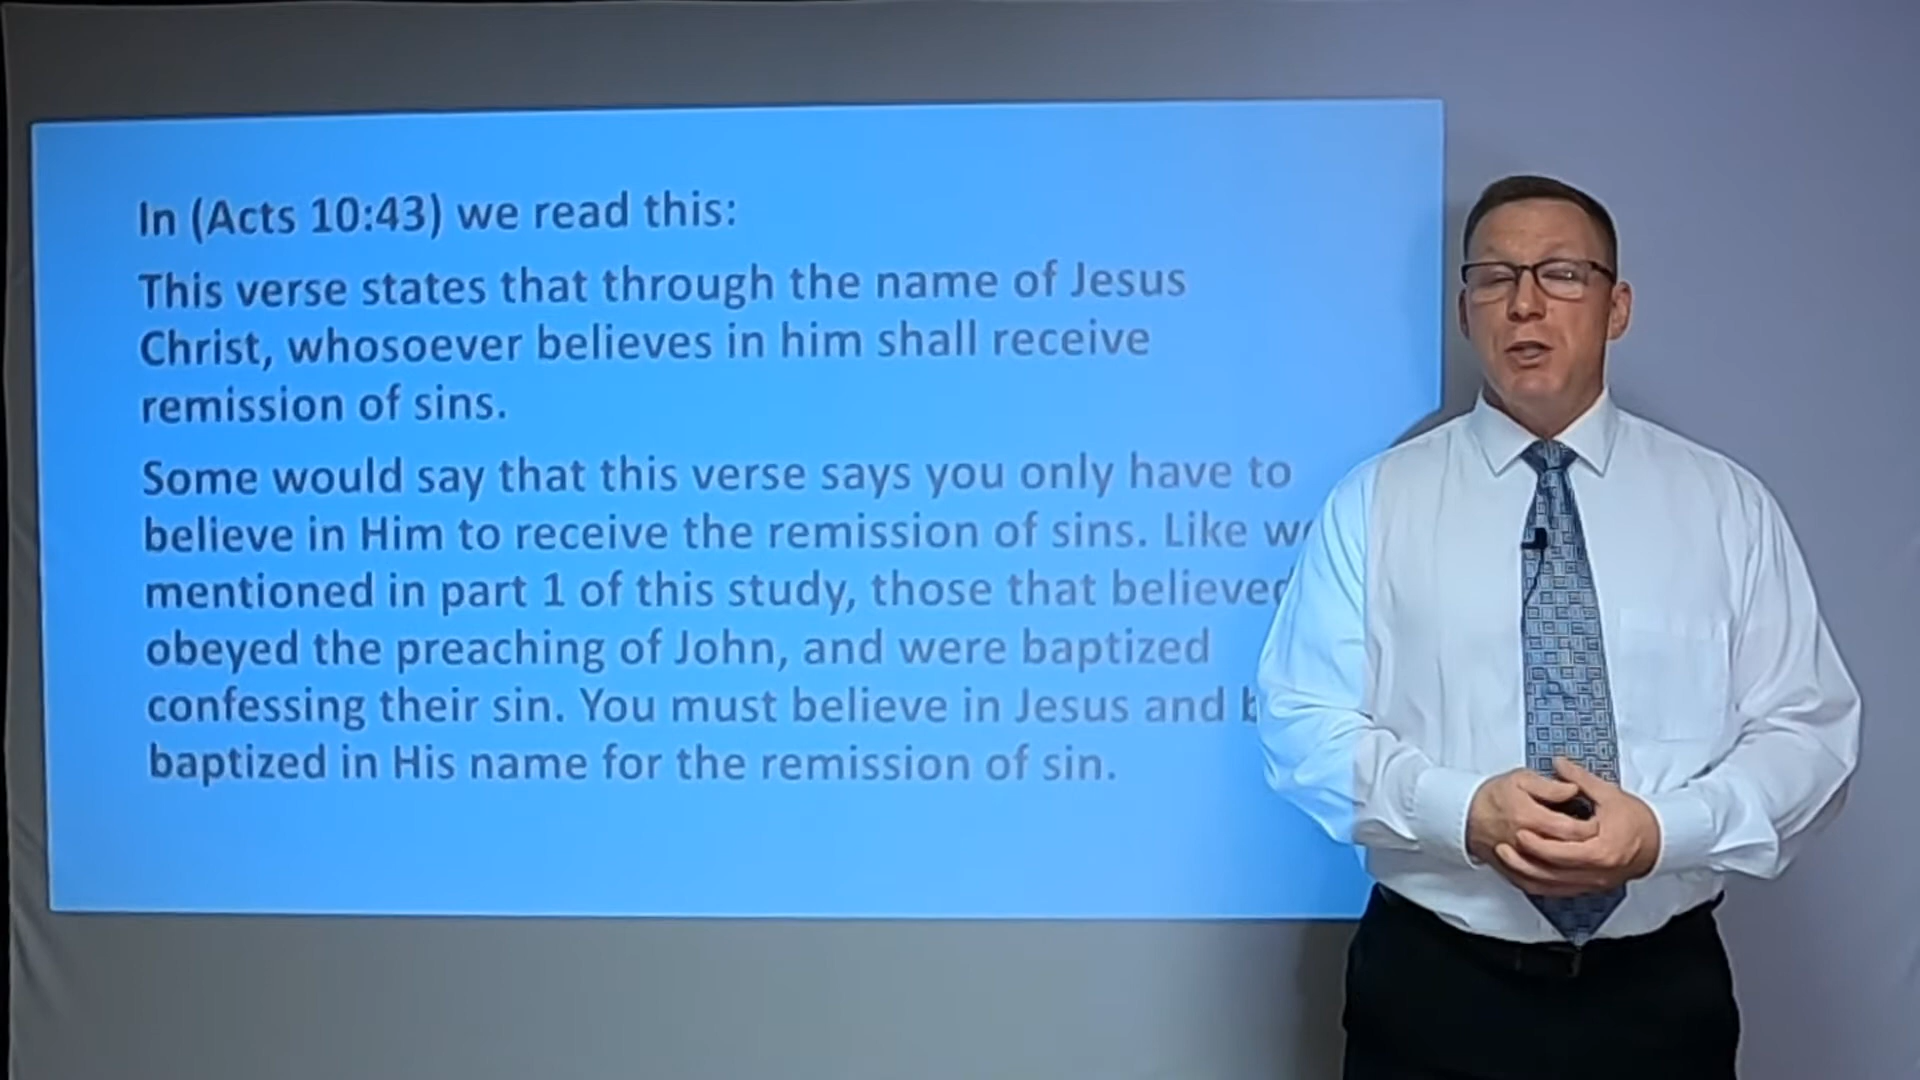 In (Acts 10:43) we read this:
This verse states that through the name of Jesus
Christ, whosoever believes in him shall receive
remission of sins.
Some would say that this verse says you only have to
believe in Him to receive the remission of sins. Like
mentioned in part 1 of this study, those that believed
obeyed the preaching of John, and were baptized
confessing their sin. You must believe in Jesus and
baptized in His name for the remission of sin.